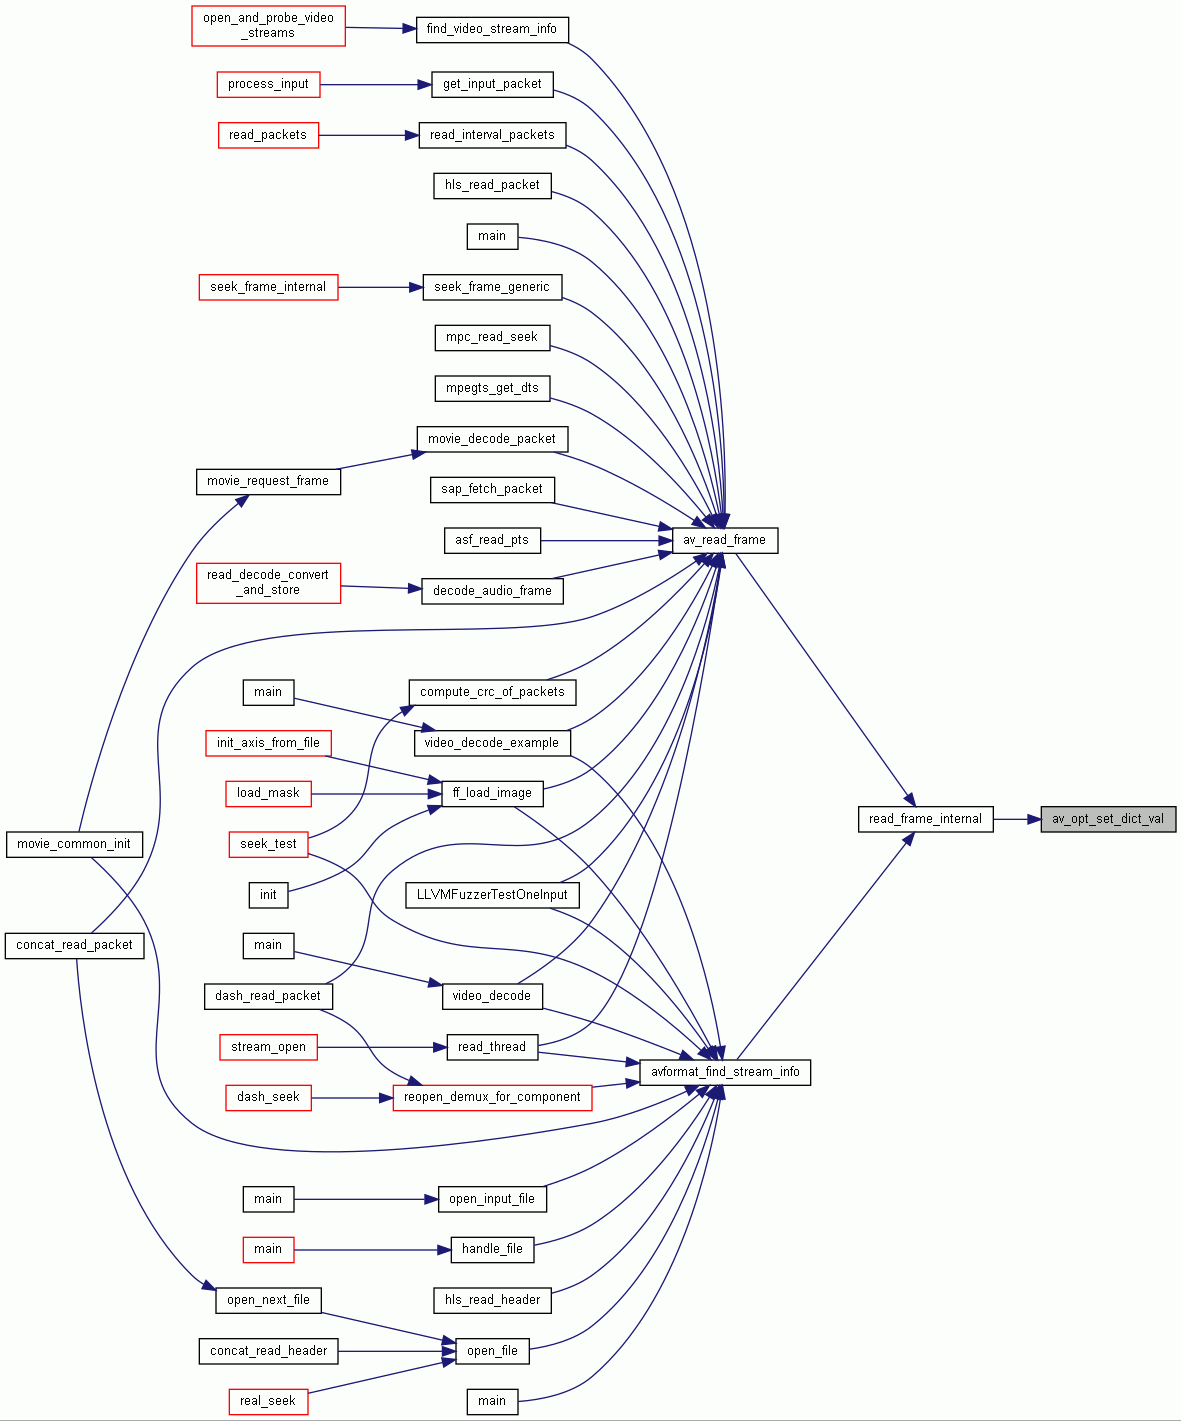 open_and_probe_video
_streams
find_video_stream_info
process_input
get_input_packet
read_packets
read_interval_packets
hls_read_packet
main
seek_frame_internal
seek_frame_generic
mpc_read_seek
mpegts_get_dts
movie_decode_packet
movie_request_frame
sap_fetch_packet
asf_read_pts
av_read_frame
read_decode_convert
_and_store
decode_audio_frame
main
compute_crc_of_packets
init_axis_from_file
video_decode_example
load_mask
ff_load_image
read_frame_internal
av_opt_set_dict_val
movie_common_init
seek_test
init
LLVMFuzzerTestOneInput
concat_read_packet
main
dash_read_packet
video_decode
stream_open
read_thread
avformat_find_stream_info
dash_seek
reopen_demux_for_component
main
open_input_file
main
handle_file
open_next_file
hls_read_header
concat_read_header
open_file
real_seek
main